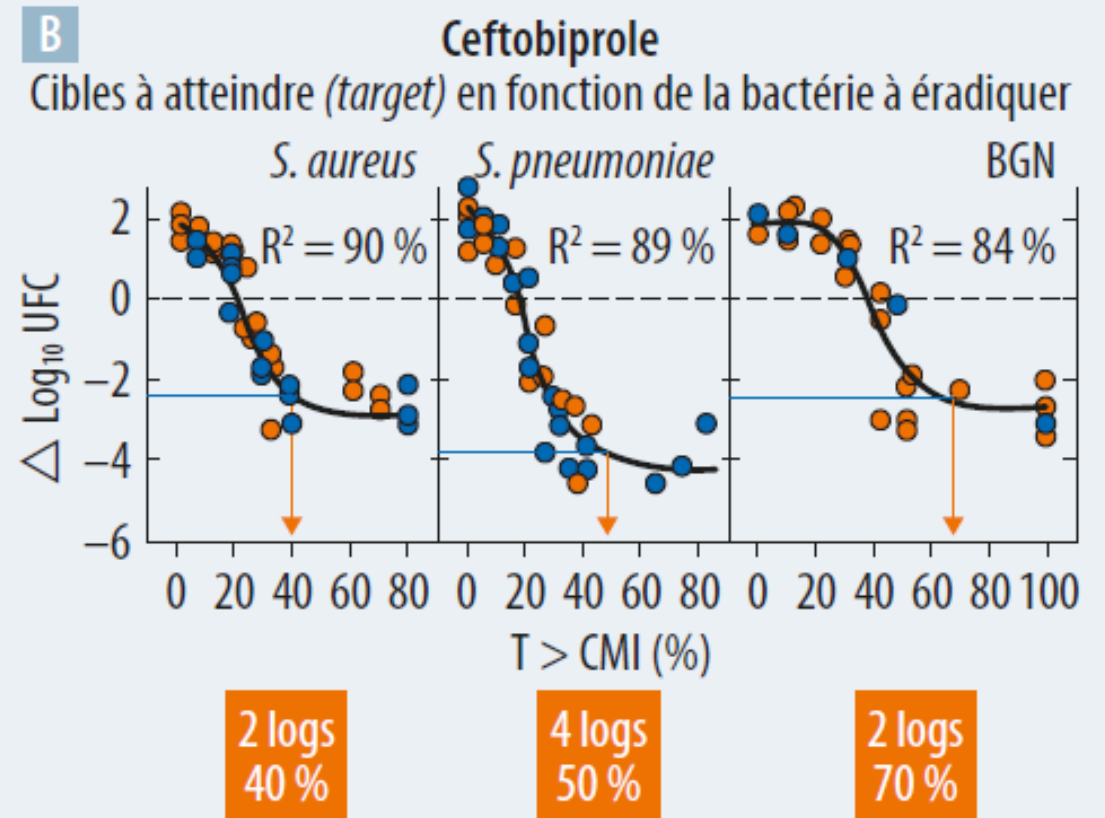 B
Ceftobiprole
Cibles à atteindre (target) en fonction de la bactérie à éradiquer
S. aureus
S. pneumoniae
BGN
R² = 90 %
R² = 89 %
R² = 84 %
△ Log₁₀ UFC
2
0
−2
−4
−6
0 20 40 60 80
0 20 40 60 80
0 20 40 60 80 100
T > CMI (%)
2 logs
40 %
4 logs
50 %
2 logs
70 %